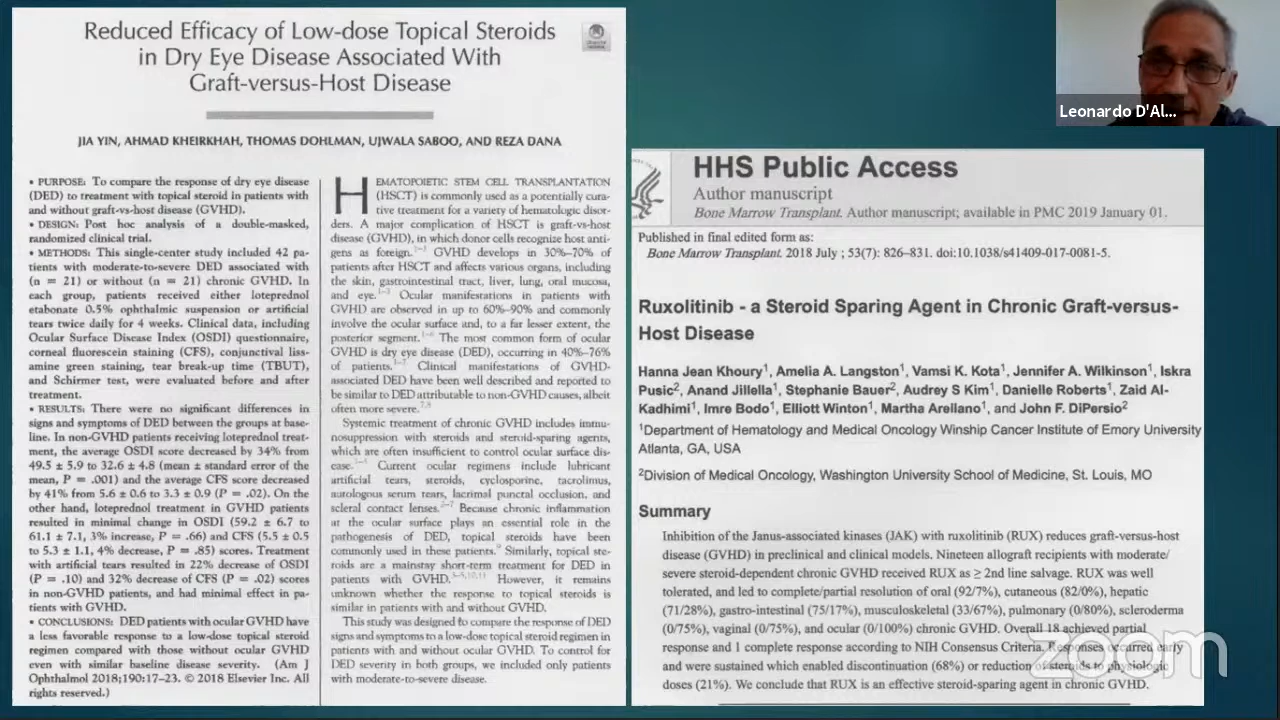 Reduced Efficacy of Low-dose Topical Steroids
in Dry Eye Disease Associated With
Graft-versus-Host Disease
JIA YIN, AHMAD KHEIRKHAH, THOMAS DOHLMAN, UJWALA SABOO, AND REZA DANA
• PURPOSE: To compare the response of dry eye disease
(DED) to treatment with topical steroid in patients with
and without graft-vs-host disease (GVHD).
• DESIGN: Post hoc analysis of a double-masked,
randomized clinical trial.
• METHODS: This single-center study included 42 pa-
tients with moderate-to-severe DED associated with
(n = 21) or without (n = 21) chronic GVHD. In
each group, patients received either loteprednol
etabonate 0.5% ophthalmic suspension or artificial
tears twice daily for 4 weeks. Clinical data, including
Ocular Surface Disease Index (OSDI) questionnaire,
corneal fluorescein staining (CFS), conjunctival liss-
amine green staining, tear break-up time (TBUT),
and Schirmer test, were evaluated before and after
treatment.
• RESULTS: There were no significant differences in
signs and symptoms of DED between the groups at base-
line. In non-GVHD patients receiving loteprednol treat-
ment, the average OSDI score decreased by 34% from
49.5 ± 5.9 to 32.6 ± 4.8 (mean ± standard error of the
mean, P = .001) and the average CFS score decreased
by 41% from 5.6 ± 0.6 to 3.3 ± 0.9 (P = .02). On the
other hand, loteprednol treatment in GVHD patients
resulted in minimal change in OSDI (59.2 ± 6.7 to
61.1 ± 7.1, 3% increase, P = .66) and CFS (5.5 ± 0.5
to 5.3 ± 1.1, 4% decrease, P = .85) scores. Treatment
with artificial tears resulted in 22% decrease of OSDI
(P = .10) and 32% decrease of CFS (P = .02) scores
in non-GVHD patients, and had minimal effect in pa-
tients with GVHD.
• CONCLUSIONS: DED patients with ocular GVHD have
a less favorable response to a low-dose topical steroid
regimen compared with those without ocular GVHD
even with similar baseline disease severity. (Am J
Ophthalmol 2018;190:17–23. © 2018 Elsevier Inc. All
rights reserved.)
HEMATOPOIETIC STEM CELL TRANSPLANTATION
(HSCT) is commonly used as a potentially cura-
tive treatment for a variety of hematologic disor-
ders. A major complication of HSCT is graft-vs-host
disease (GVHD), in which donor cells recognize host anti-
gens as foreign. GVHD develops in 30%–70% of
patients after HSCT and affects various organs, including
the skin, gastrointestinal tract, liver, lung, oral mucosa,
and eye. Ocular manifestations in patients with
GVHD are observed in up to 60%–90% and commonly
involve the ocular surface and, to a far lesser extent, the
posterior segment. The most common form of ocular
GVHD is dry eye disease (DED), occurring in 40%–76%
of patients. Clinical manifestations of GVHD-
associated DED have been well described and reported to
be similar to DED attributable to non-GVHD causes, albeit
often more severe.
Systemic treatment of chronic GVHD includes immu-
nosuppression with steroids and steroid-sparing agents,
which are often insufficient to control ocular surface dis-
ease. Current ocular regimens include lubricant
artificial tears, steroids, cyclosporine, tacrolimus,
autologous serum tears, lacrimal punctal occlusion, and
scleral contact lenses. Because chronic inflammation
at the ocular surface plays an essential role in the
pathogenesis of DED, topical steroids have been
commonly used in these patients. Similarly, topical ste-
roids are a mainstay short-term treatment for DED in
patients with GVHD. However, it remains
unknown whether the response to topical steroids is
similar in patients with and without GVHD.
This study was designed to compare the response of DED
signs and symptoms to a low-dose topical steroid regimen in
patients with and without ocular GVHD. To control for
DED severity in both groups, we included only patients
with moderate-to-severe disease.
Leonardo D'Al...
HHS Public Access
Author manuscript
Bone Marrow Transplant. Author manuscript; available in PMC 2019 January 01.
Published in final edited form as:
Bone Marrow Transplant. 2018 July ; 53(7): 826–831. doi:10.1038/s41409-017-0081-5.
Ruxolitinib - a Steroid Sparing Agent in Chronic Graft-versus-
Host Disease
Hanna Jean Khoury1, Amelia A. Langston1, Vamsi K. Kota1, Jennifer A. Wilkinson1, Iskra
Pusic2, Anand Jillella1, Stephanie Bauer2, Audrey S Kim1, Danielle Roberts1, Zaid Al-
Kadhimi1, Imre Bodo1, Elliott Winton1, Martha Arellano1, and John F. DiPersio2
1Department of Hematology and Medical Oncology Winship Cancer Institute of Emory University
Atlanta, GA, USA
2Division of Medical Oncology, Washington University School of Medicine, St. Louis, MO
Summary
Inhibition of the Janus-associated kinases (JAK) with ruxolitinib (RUX) reduces graft-versus-host
disease (GVHD) in preclinical and clinical models. Nineteen allograft recipients with moderate/
severe steroid-dependent chronic GVHD received RUX as ≥ 2nd line salvage. RUX was well
tolerated, and led to complete/partial resolution of oral (92/7%), cutaneous (82/0%), hepatic
(71/28%), gastro-intestinal (75/17%), musculoskeletal (33/67%), pulmonary (0/80%), scleroderma
(0/75%), vaginal (0/75%), and ocular (0/100%) chronic GVHD. Overall 18 achieved partial
response and 1 complete response according to NIH Consensus Criteria. Responses occurred early
and were sustained which enabled discontinution (68%) or reduction of steroids to physiologic
doses (21%). We conclude that RUX is an effective steroid-sparing agent in chronic GVHD.
zoom